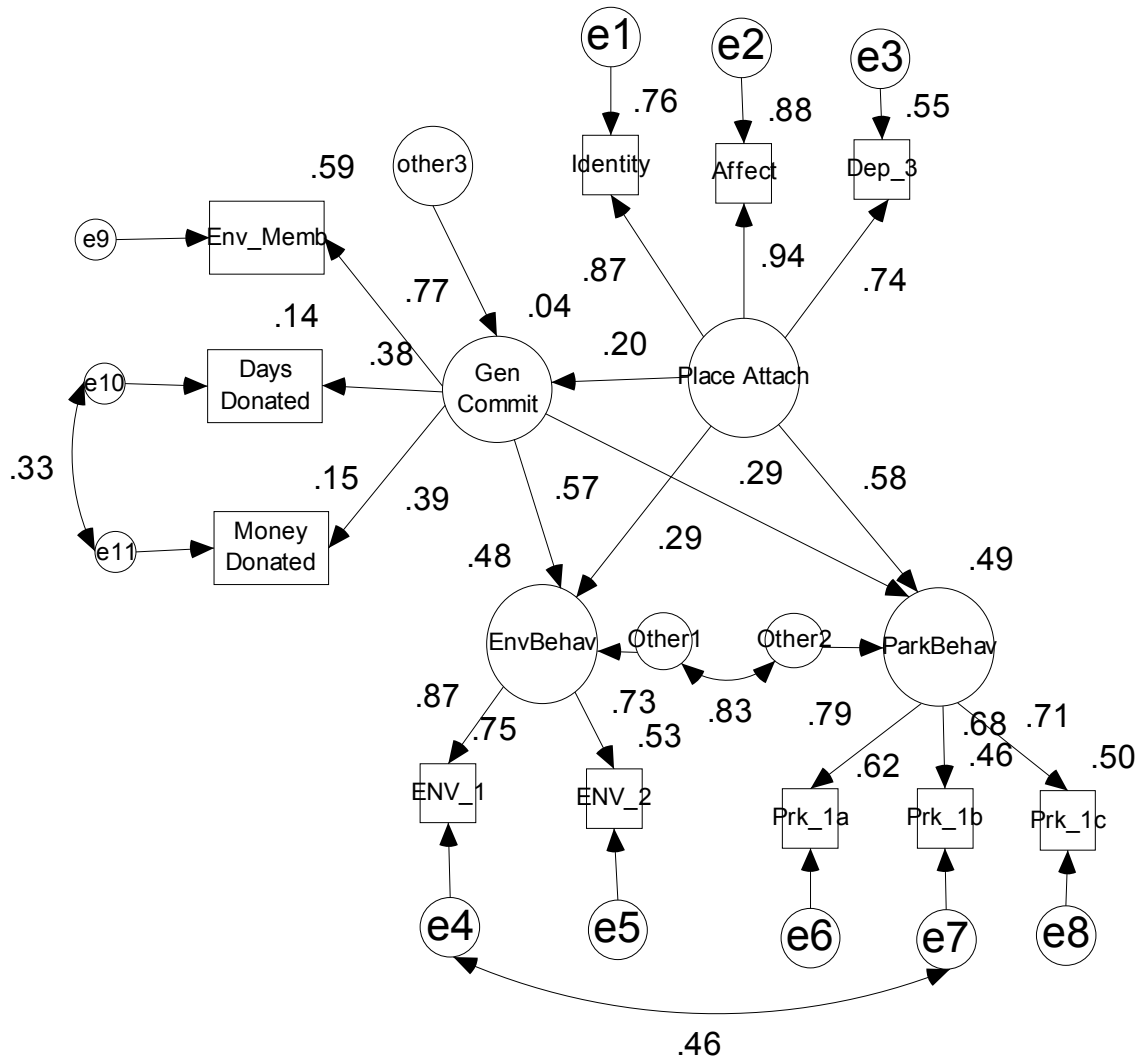 e1
e2
e3
.76
.88
.55
other3
Identity
Affect
Dep_3
.59
e9
Env_Memb
.77
.04
.87
.94
.74
.14
.38
.20
e10
Days
Donated
Gen
Commit
Place Attach
.33
.15
.39
.57
.29
.58
e11
Money
Donated
.48
.29
.49
EnvBehav
Other1
Other2
ParkBehav
.87
.75
.73
.53
.83
.79
.62
.68
.46
.71
.50
ENV_1
ENV_2
Prk_1a
Prk_1b
Prk_1c
e4
e5
e6
e7
e8
.46